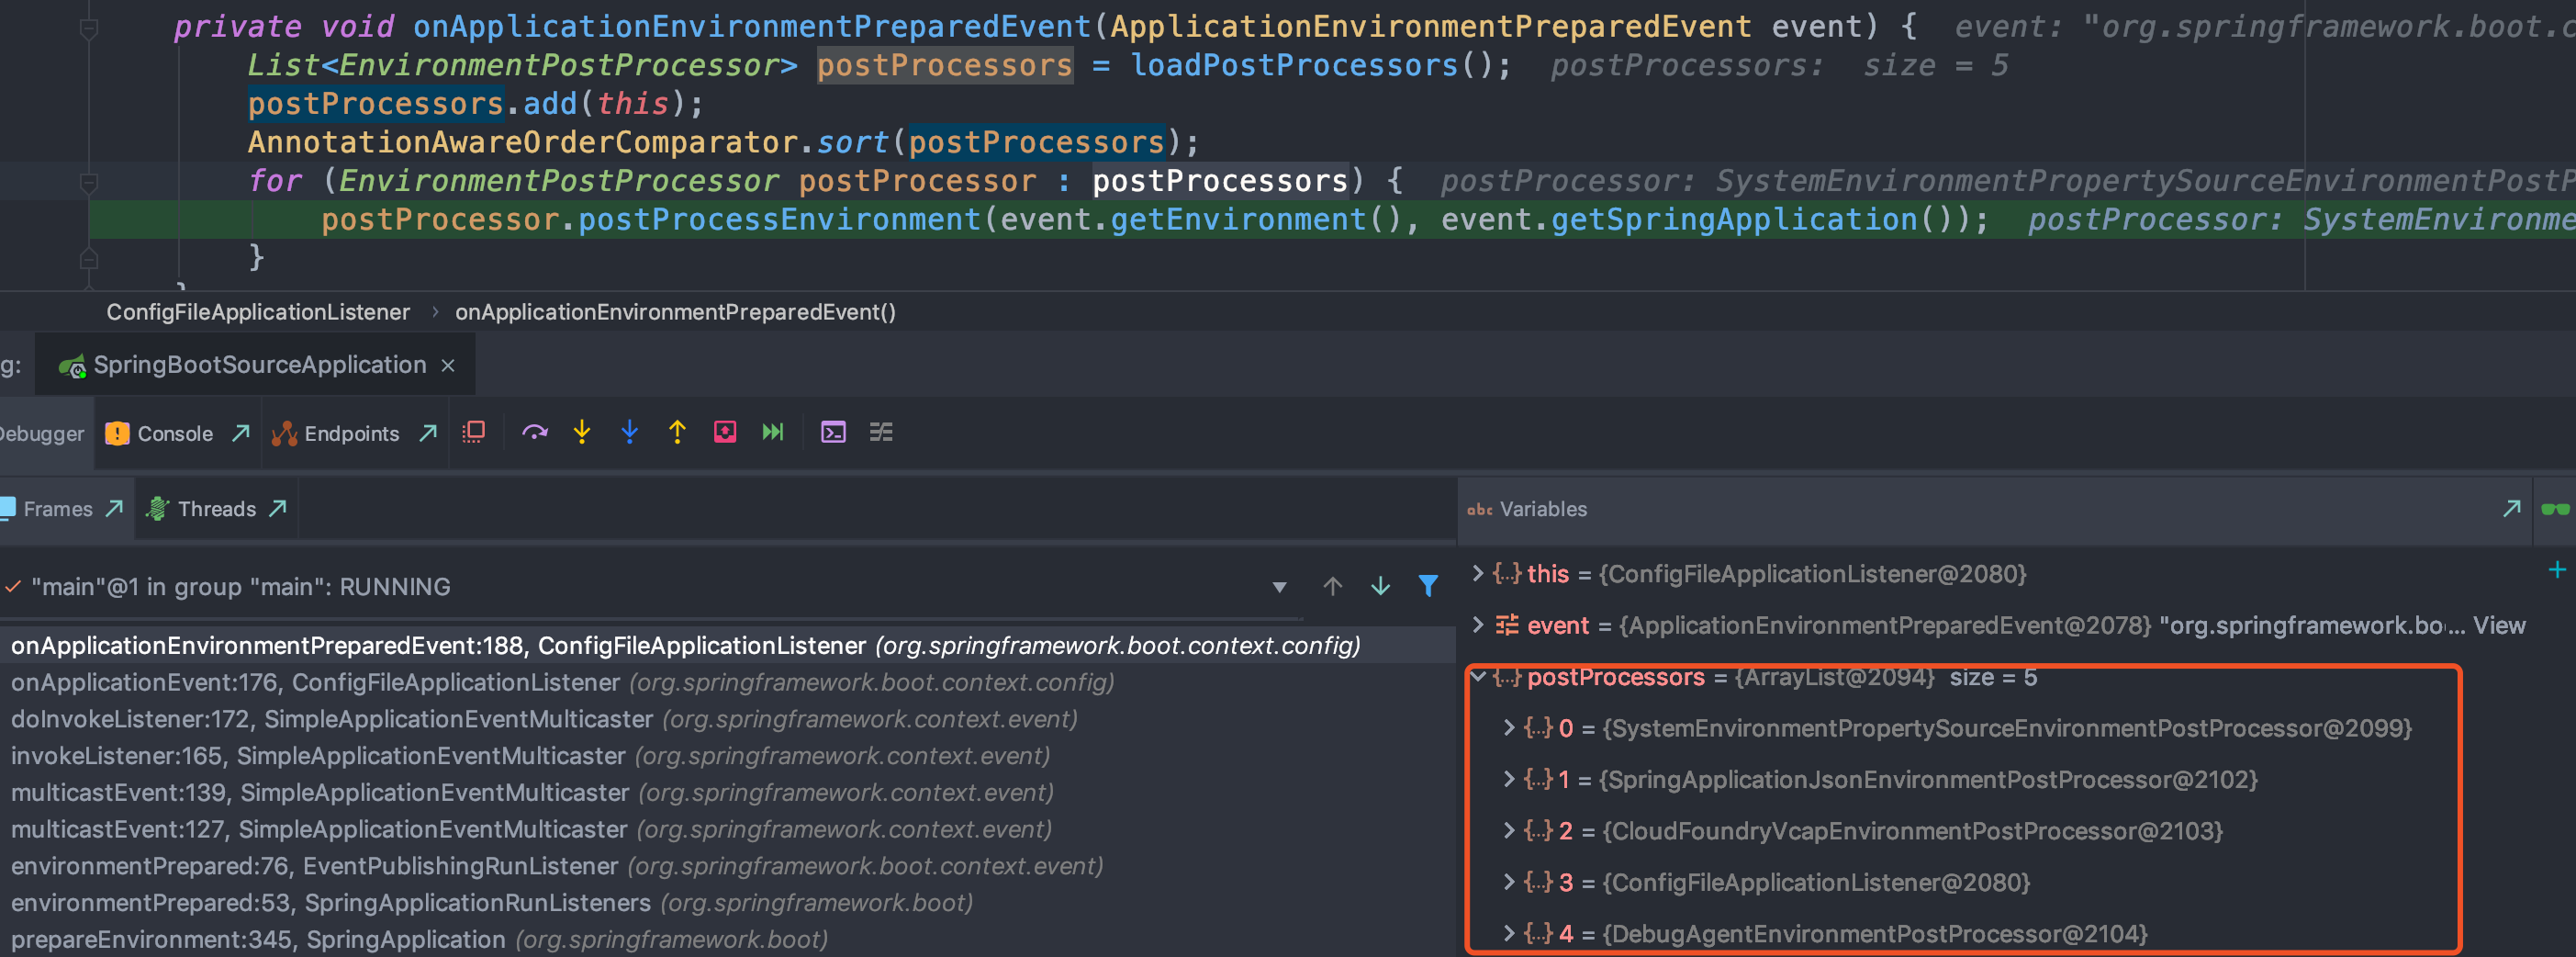 private void onApplicationEnvironmentPreparedEvent(ApplicationEnvironmentPreparedEvent event) {  event: "org.springframework.boot.c
List<EnvironmentPostProcessor> postProcessors = loadPostProcessors();  postProcessors:  size = 5
postProcessors.add(this);
AnnotationAwareOrderComparator.sort(postProcessors);
for (EnvironmentPostProcessor postProcessor : postProcessors) {  postProcessor: SystemEnvironmentPropertySourceEnvironmentPostP
postProcessor.postProcessEnvironment(event.getEnvironment(), event.getSpringApplication());  postProcessor: SystemEnvironme
}
ConfigFileApplicationListener › onApplicationEnvironmentPreparedEvent()
g: SpringBootSourceApplication ×
Debugger Console Endpoints
Frames Threads
abc Variables
"main"@1 in group "main": RUNNING
onApplicationEnvironmentPreparedEvent:188, ConfigFileApplicationListener (org.springframework.boot.context.config)
onApplicationEvent:176, ConfigFileApplicationListener (org.springframework.boot.context.config)
doInvokeListener:172, SimpleApplicationEventMulticaster (org.springframework.context.event)
invokeListener:165, SimpleApplicationEventMulticaster (org.springframework.context.event)
multicastEvent:139, SimpleApplicationEventMulticaster (org.springframework.context.event)
multicastEvent:127, SimpleApplicationEventMulticaster (org.springframework.context.event)
environmentPrepared:76, EventPublishingRunListener (org.springframework.boot.context.event)
environmentPrepared:53, SpringApplicationRunListeners (org.springframework.boot)
prepareEnvironment:345, SpringApplication (org.springframework.boot)
{...} this = {ConfigFileApplicationListener@2080}
event = {ApplicationEnvironmentPreparedEvent@2078} "org.springframework.bo... View
{...} postProcessors = {ArrayList@2094}  size = 5
{...} 0 = {SystemEnvironmentPropertySourceEnvironmentPostProcessor@2099}
{...} 1 = {SpringApplicationJsonEnvironmentPostProcessor@2102}
{...} 2 = {CloudFoundryVcapEnvironmentPostProcessor@2103}
{...} 3 = {ConfigFileApplicationListener@2080}
{...} 4 = {DebugAgentEnvironmentPostProcessor@2104}